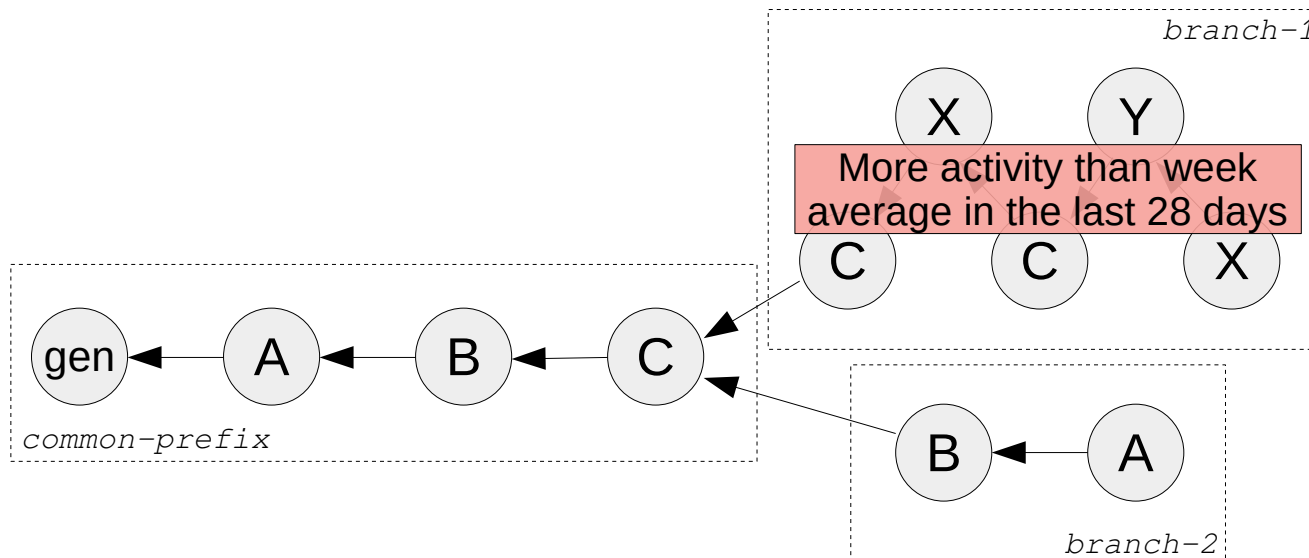 branch-1
X
Y
More activity than week
average in the last 28 days
C
C
X
gen
A
B
C
common-prefix
B
A
branch-2